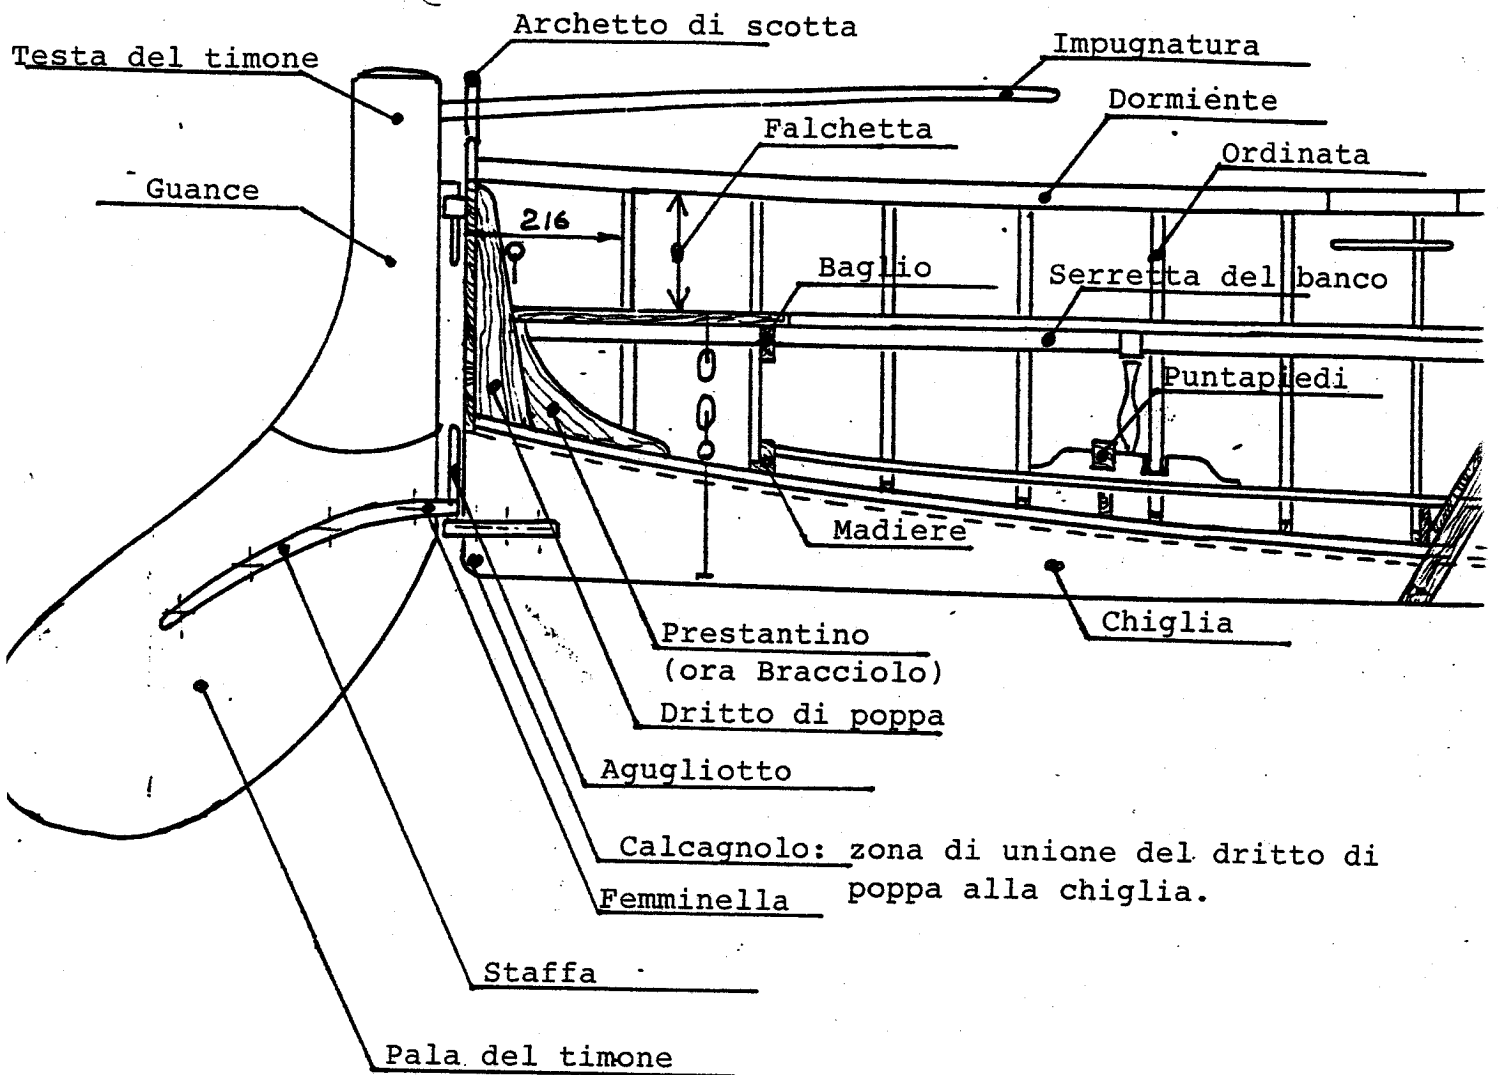 Archetto di scotta
Impugnatura
Testa del timone
Dormiente
Falchetta
Ordinata
Guance
216
Baglio
Serretta del banco
Puntapiedi
Madiere
Chiglia
Prestantino
(ora Bracciolo)
Dritto di poppa
Agugliotto
Calcagnolo: zona di unione del dritto di
poppa alla chiglia.
Femminella
Staffa
Pala del timone